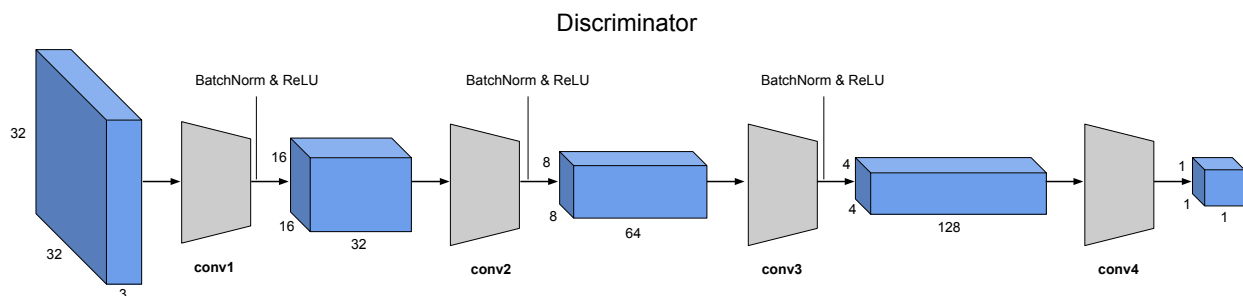 Discriminator
BatchNorm & ReLU
BatchNorm & ReLU
BatchNorm & ReLU
32
32
3
conv1
16
16
32
conv2
8
8
64
conv3
4
4
128
conv4
1
1
1